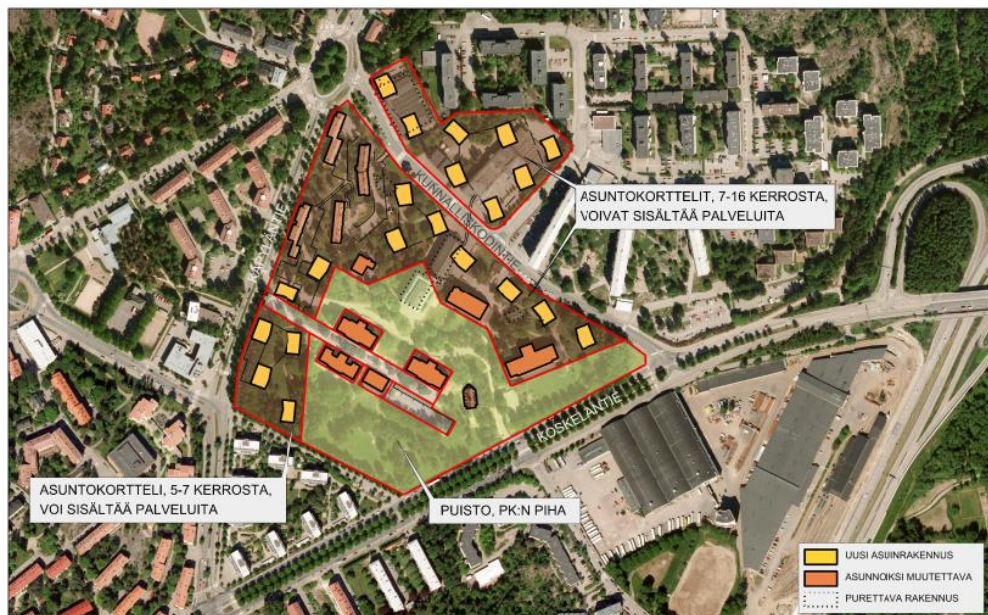 KUNNALLISKODINTIE
ASUNTOKORTTELIT, 7-16 KERROSTA,
VOIVAT SISÄLTÄÄ PALVELUITA
KOSKELANTIE
ASUNTOKORTTELI, 5-7 KERROSTA,
VOI SISÄLTÄÄ PALVELUITA
PUISTO, PK:N PIHA
UUSI ASUINRAKENNUS
ASUNNOIKSI MUUTETTAVA
PURETTAVA RAKENNUS